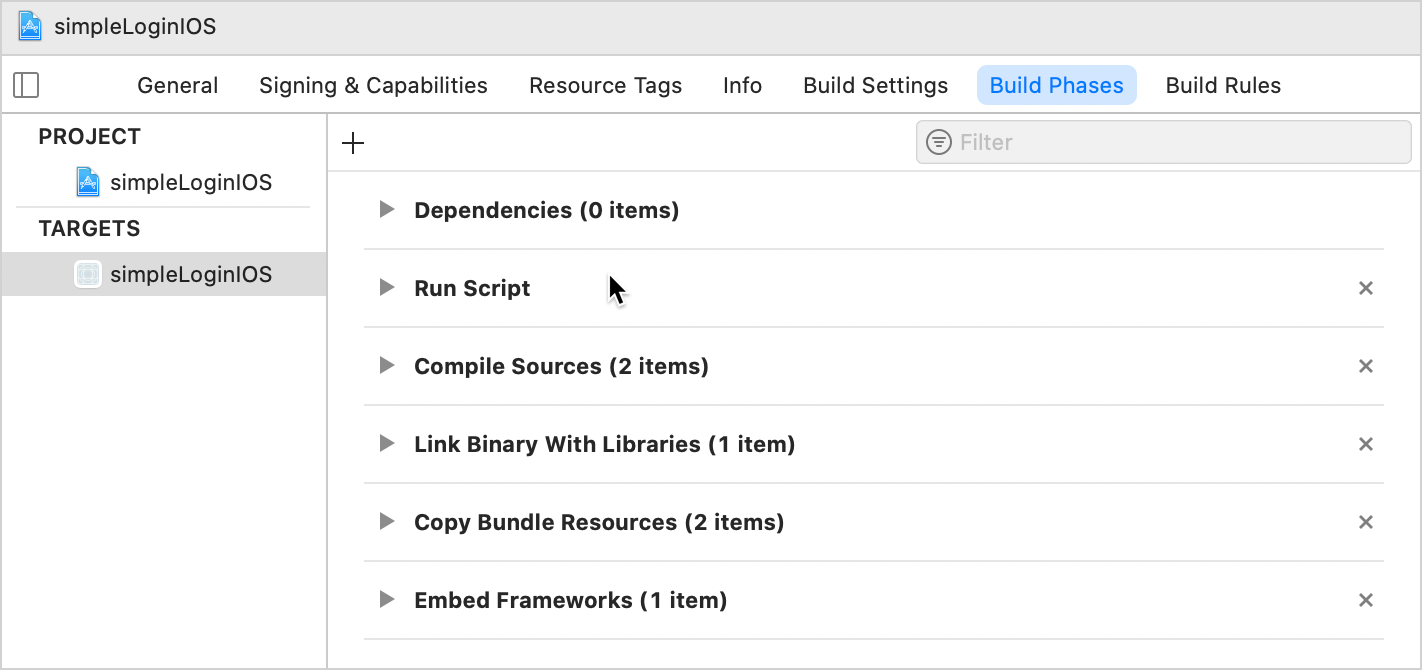 simpleLoginIOS
General Signing & Capabilities Resource Tags Info Build Settings Build Phases Build Rules
PROJECT
simpleLoginIOS
TARGETS
simpleLoginIOS
Filter
Dependencies (0 items)
Run Script
Compile Sources (2 items)
Link Binary With Libraries (1 item)
Copy Bundle Resources (2 items)
Embed Frameworks (1 item)